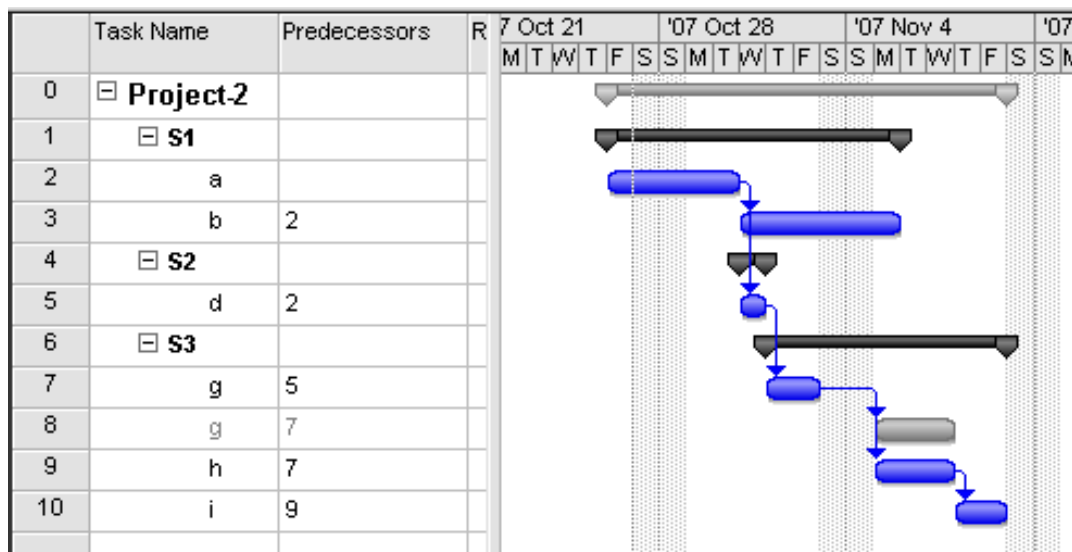 Task Name Predecessors R 7 Oct 21 '07 Oct 28 '07 Nov 4 '07
M T W T F S S M T W T F S S M T W T F S S M
0 Project-2
1 S1
2 a
3 b 2
4 S2
5 d 2
6 S3
7 g 5
8 g 7
9 h 7
10 i 9